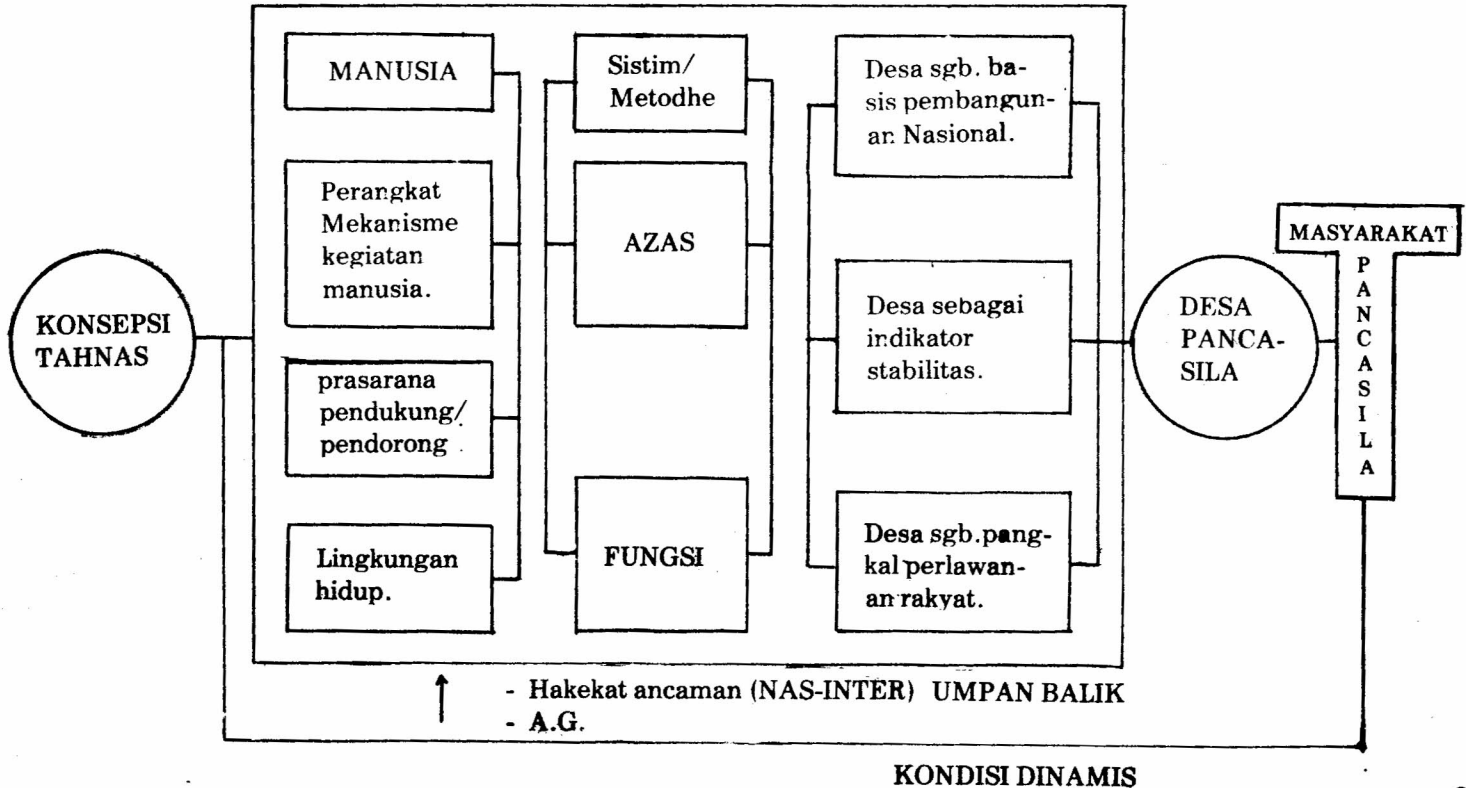 KONSEPSI
TAHNAS
MANUSIA
Perangkat
Mekanisme
kegiatan
manusia.
prasarana
pendukung/
pendorong
Lingkungan
hidup.
Sistim/
Metodhe
AZAS
FUNGSI
Desa sgb. ba-
sis pembangun-
an Nasional.
Desa sebagai
indikator
stabilitas.
Desa sgb.pang-
kal perlawan-
an rakyat.
DESA
PANCA-
SILA
MASYARAKAT
P
A
N
C
A
S
I
L
A
- Hakekat ancaman (NAS-INTER) UMPAN BALIK
- A.G.
KONDISI DINAMIS